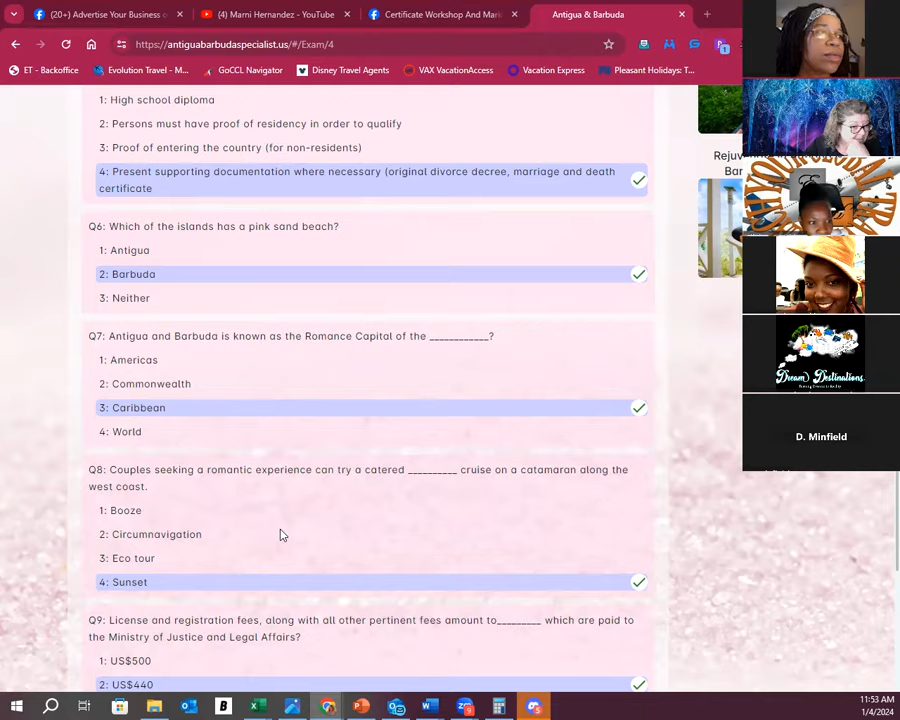 (20+) Advertise Your Business o
(4) Marni Hernandez - YouTube
Certificate Workshop And Mark
Antigua & Barbuda
https://antiguabarbudaspecialist.us/#/Exam/4
ET - Backoffice
Evolution Travel - M...
GoCCL Navigator
Disney Travel Agents
VAX VacationAccess
Vacation Express
Pleasant Holidays: T...
1: High school diploma
2: Persons must have proof of residency in order to qualify
3: Proof of entering the country (for non-residents)
4: Present supporting documentation where necessary (original divorce decree, marriage and death
certificate
Q6: Which of the islands has a pink sand beach?
1: Antigua
2: Barbuda
3: Neither
Q7: Antigua and Barbuda is known as the Romance Capital of the ____________?
1: Americas
2: Commonwealth
3: Caribbean
4: World
Q8: Couples seeking a romantic experience can try a catered __________ cruise on a catamaran along the
west coast.
1: Booze
2: Circumnavigation
3: Eco tour
4: Sunset
Q9: License and registration fees, along with all other pertinent fees amount to_________ which are paid to
the Ministry of Justice and Legal Affairs?
1: US$500
2: US$440
Dream Destinations
D. Minfield
11:53 AM
1/4/2024